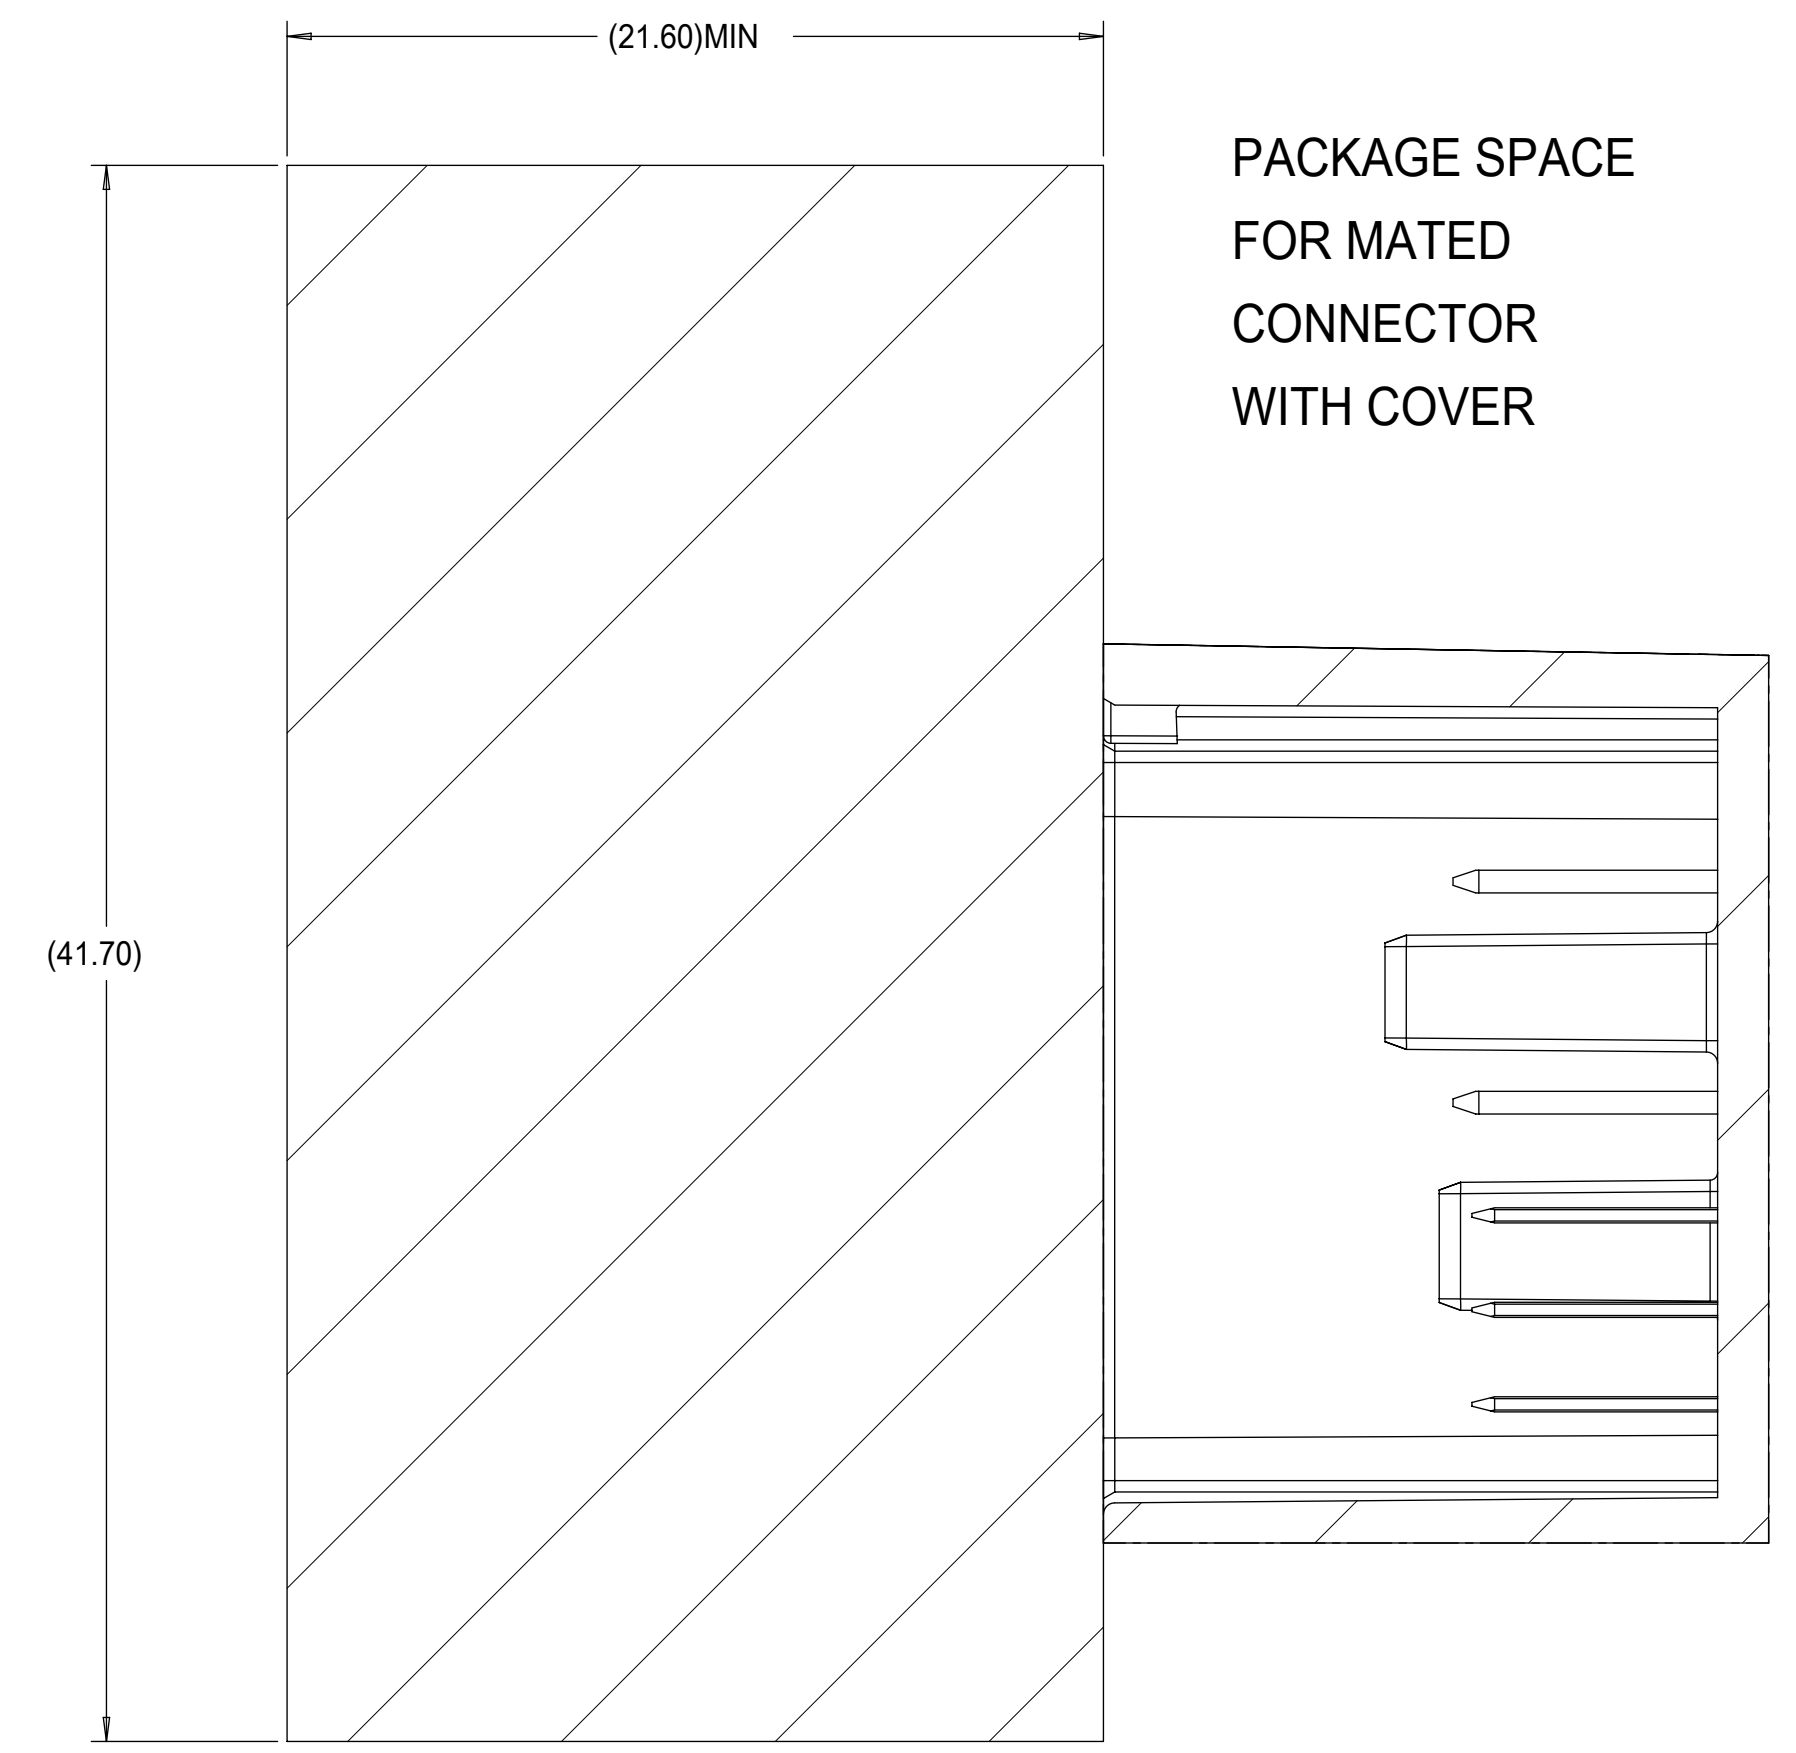 (21.60)MIN
PACKAGE SPACE
FOR MATED
CONNECTOR
WITH COVER
(41.70)